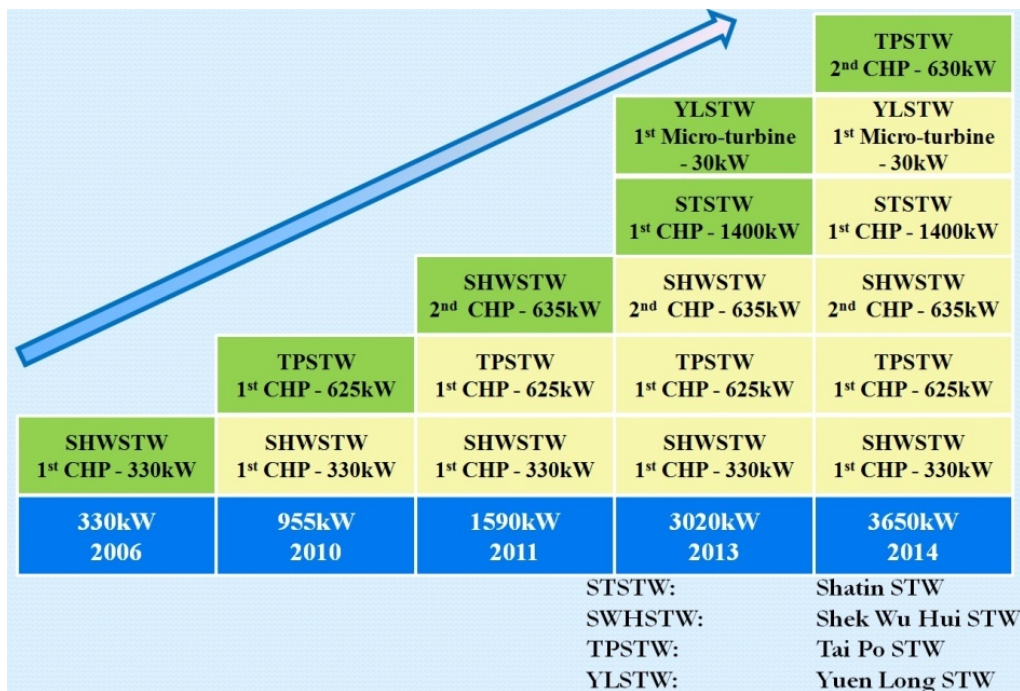 TPSTW
2nd CHP - 630kW
YLSTW
1st Micro-turbine
- 30kW
YLSTW
1st Micro-turbine
- 30kW
STSTW
1st CHP - 1400kW
STSTW
1st CHP - 1400kW
SHWSTW
2nd CHP - 635kW
SHWSTW
2nd CHP - 635kW
SHWSTW
2nd CHP - 635kW
TPSTW
1st CHP - 625kW
TPSTW
1st CHP - 625kW
TPSTW
1st CHP - 625kW
TPSTW
1st CHP - 625kW
SHWSTW
1st CHP - 330kW
SHWSTW
1st CHP - 330kW
SHWSTW
1st CHP - 330kW
SHWSTW
1st CHP - 330kW
SHWSTW
1st CHP - 330kW
330kW
2006
955kW
2010
1590kW
2011
3020kW
2013
3650kW
2014
STSTW: Shatin STW
SWHSTW: Shek Wu Hui STW
TPSTW: Tai Po STW
YLSTW: Yuen Long STW